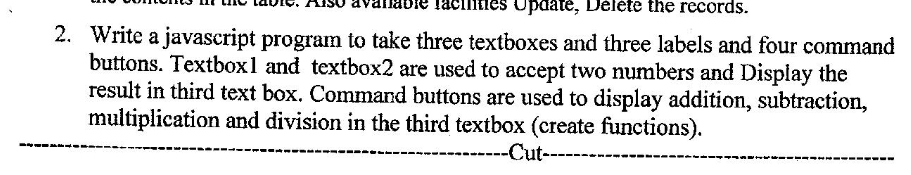 the contents in the table. Also available facilities Update, Delete the records.
2. Write a javascript program to take three textboxes and three labels and four command
buttons. Textbox1 and textbox2 are used to accept two numbers and Display the
result in third text box. Command buttons are used to display addition, subtraction,
multiplication and division in the third textbox (create functions).
--------------------------------------------------Cut--------------------------------------------------